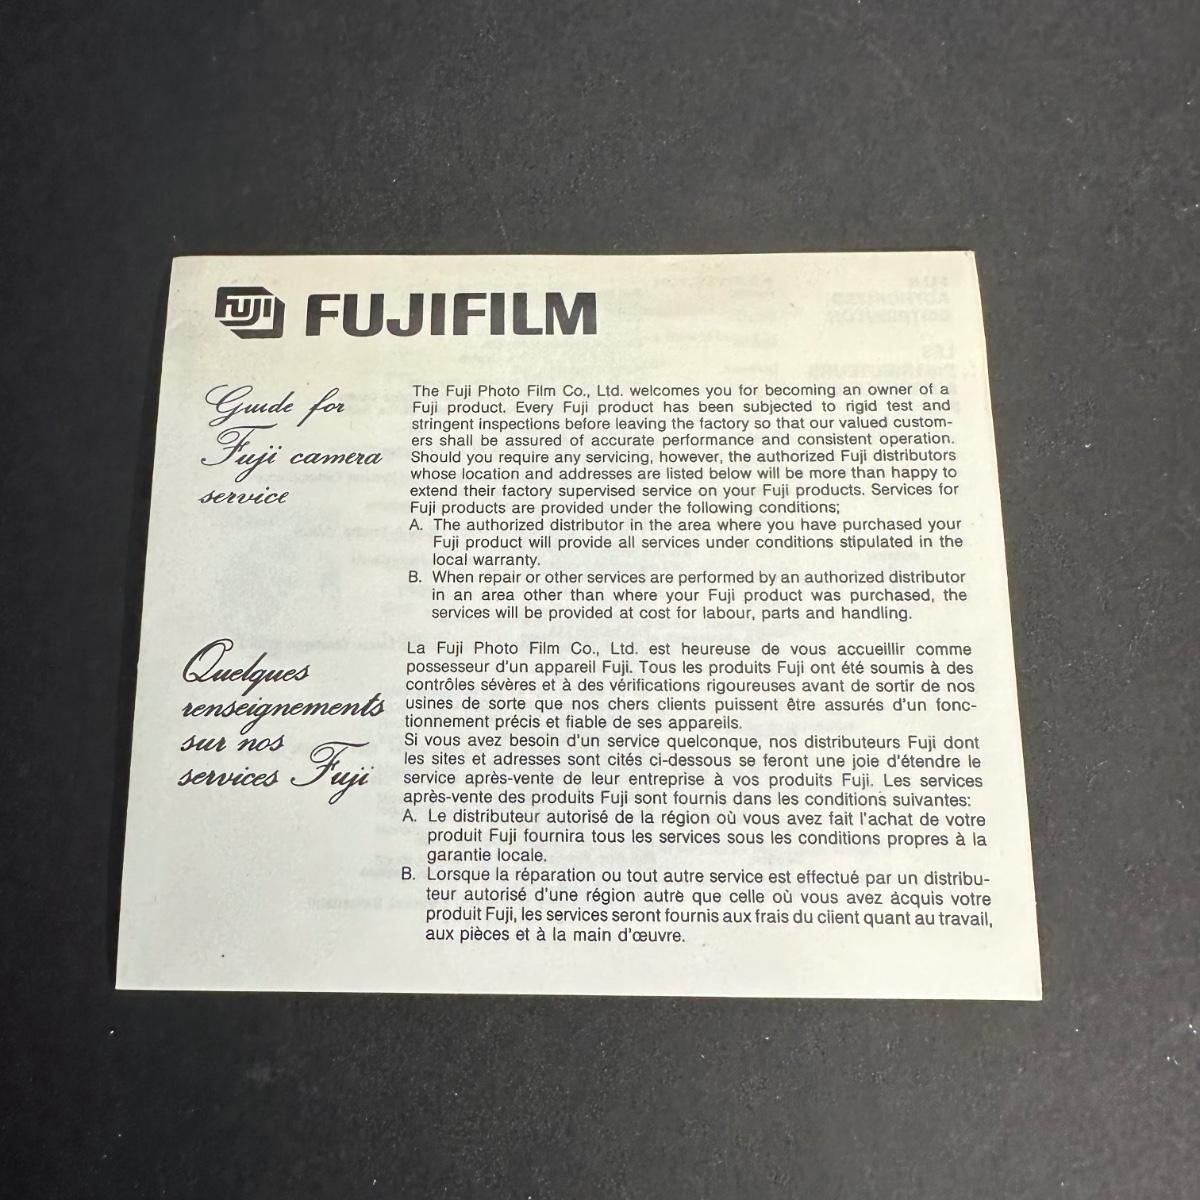 FUJI FUJIFILM
Guide for
Fuji camera
service
The Fuji Photo Film Co., Ltd. welcomes you for becoming an owner of a
Fuji product. Every Fuji product has been subjected to rigid test and
stringent inspections before leaving the factory so that our valued custom-
ers shall be assured of accurate performance and consistent operation.
Should you require any servicing, however, the authorized Fuji distributors
whose location and addresses are listed below will be more than happy to
extend their factory supervised service on your Fuji products. Services for
Fuji products are provided under the following conditions;
A. The authorized distributor in the area where you have purchased your
Fuji product will provide all services under conditions stipulated in the
local warranty.
B. When repair or other services are performed by an authorized distributor
in an area other than where your Fuji product was purchased, the
services will be provided at cost for labour, parts and handling.
Quelques
renseignements
sur nos
services Fuji
La Fuji Photo Film Co., Ltd. est heureuse de vous accueillir comme
possesseur d'un appareil Fuji. Tous les produits Fuji ont été soumis à des
contrôles sévères et à des vérifications rigoureuses avant de sortir de nos
usines de sorte que nos chers clients puissent être assurés d'un fonc-
tionnement précis et fiable de ses appareils.
Si vous avez besoin d'un service quelconque, nos distributeurs Fuji dont
les sites et adresses sont cités ci-dessous se feront une joie d'étendre le
service après-vente de leur entreprise à vos produits Fuji. Les services
après-vente des produits Fuji sont fournis dans les conditions suivantes:
A. Le distributeur autorisé de la région où vous avez fait l'achat de votre
produit Fuji fournira tous les services sous les conditions propres à la
garantie locale.
B. Lorsque la réparation ou tout autre service est effectué par un distribu-
teur autorisé d'une région autre que celle où vous avez acquis votre
produit Fuji, les services seront fournis aux frais du client quant au travail,
aux pièces et à la main d'œuvre.